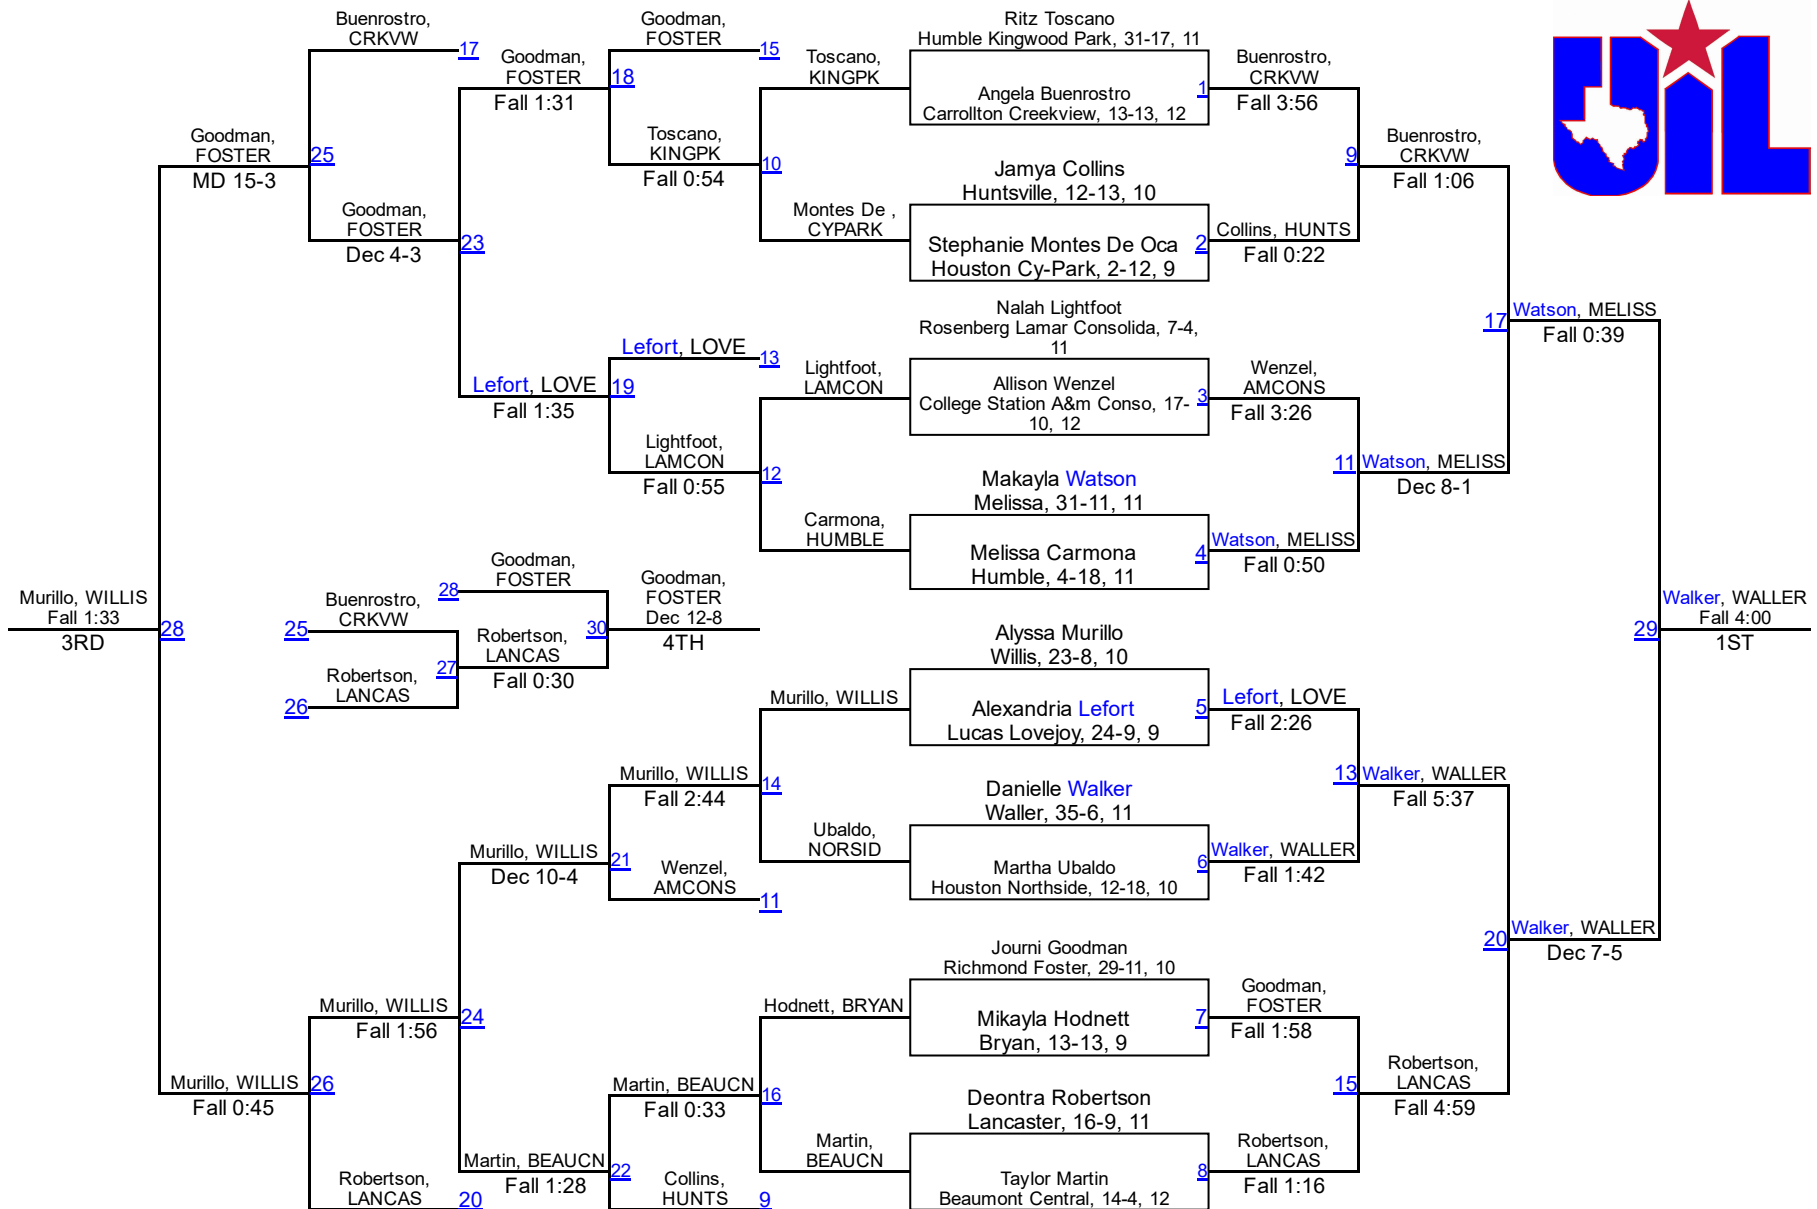 Buenrostro,
CRKVW
17
Goodman,
FOSTER
Fall 1:31
Goodman,
FOSTER
15
18
Toscano,
KINGPK
Ritz Toscano
Humble Kingwood Park, 31-17, 11
Angela Buenrostro
Carrollton Creekview, 13-13, 12
1
Buenrostro,
CRKVW
Fall 3:56
UIL
Goodman,
FOSTER
MD 15-3
25
Toscano,
KINGPK
Fall 0:54
10
Jamya Collins
Huntsville, 12-13, 10
9
Buenrostro,
CRKVW
Fall 1:06
Goodman,
FOSTER
Dec 4-3
23
Montes De ,
CYPARK
Stephanie Montes De Oca
Houston Cy-Park, 2-12, 9
2
Collins, HUNTS
Fall 0:22
Nalah Lightfoot
Rosenberg Lamar Consolida, 7-4,
11
17
Watson, MELISS
Fall 0:39
Lefort, LOVE
13
Lefort, LOVE
Fall 1:35
19
Lightfoot,
LAMCON
Allison Wenzel
College Station A&m Conso, 17-
10, 12
3
Wenzel,
AMCONS
Fall 3:26
Lightfoot,
LAMCON
Fall 0:55
12
Makayla Watson
Melissa, 31-11, 11
11
Watson, MELISS
Dec 8-1
Carmona,
HUMBLE
Melissa Carmona
Humble, 4-18, 11
4
Watson, MELISS
Fall 0:50
Murillo, WILLIS
Fall 1:33
3RD
28
Goodman,
FOSTER
28
Buenrostro,
CRKVW
25
Robertson,
LANCAS
Fall 0:30
27
Robertson,
LANCAS
26
30
Goodman,
FOSTER
Dec 12-8
4TH
Alyssa Murillo
Willis, 23-8, 10
29
Walker, WALLER
Fall 4:00
1ST
Murillo, WILLIS
Alexandria Lefort
Lucas Lovejoy, 24-9, 9
5
Lefort, LOVE
Fall 2:26
Murillo, WILLIS
Fall 2:44
14
Danielle Walker
Waller, 35-6, 11
13
Walker, WALLER
Fall 5:37
Murillo, WILLIS
Dec 10-4
21
Wenzel,
AMCONS
11
Ubaldo,
NORSID
Martha Ubaldo
Houston Northside, 12-18, 10
6
Walker, WALLER
Fall 1:42
20
Walker, WALLER
Dec 7-5
Journi Goodman
Richmond Foster, 29-11, 10
Murillo, WILLIS
Fall 1:56
24
Hodnett, BRYAN
Mikayla Hodnett
Bryan, 13-13, 9
7
Goodman,
FOSTER
Fall 1:58
Murillo, WILLIS
Fall 0:45
26
Martin, BEAUCN
Fall 0:33
16
Deontra Robertson
Lancaster, 16-9, 11
15
Robertson,
LANCAS
Fall 4:59
Robertson,
LANCAS
20
Martin, BEAUCN
Fall 1:28
22
Collins,
HUNTS
9
Martin,
BEAUCN
Taylor Martin
Beaumont Central, 14-4, 12
8
Robertson,
LANCAS
Fall 1:16